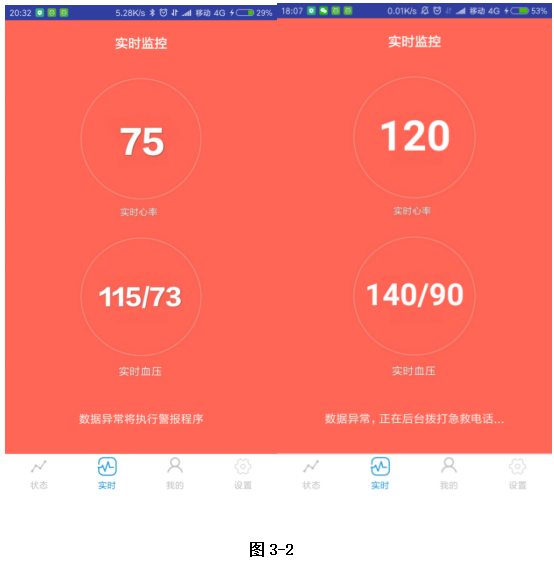 20:32 5.28K/s 移动 4G 29%
实时监控
75
实时心率
115/73
实时血压
数据异常将执行警报程序
状态 实时 我的 设置
18:07 0.01K/s 移动 4G 53%
实时监控
120
实时心率
140/90
实时血压
数据异常，正在后台拨打急救电话...
状态 实时 我的 设置
图 3-2